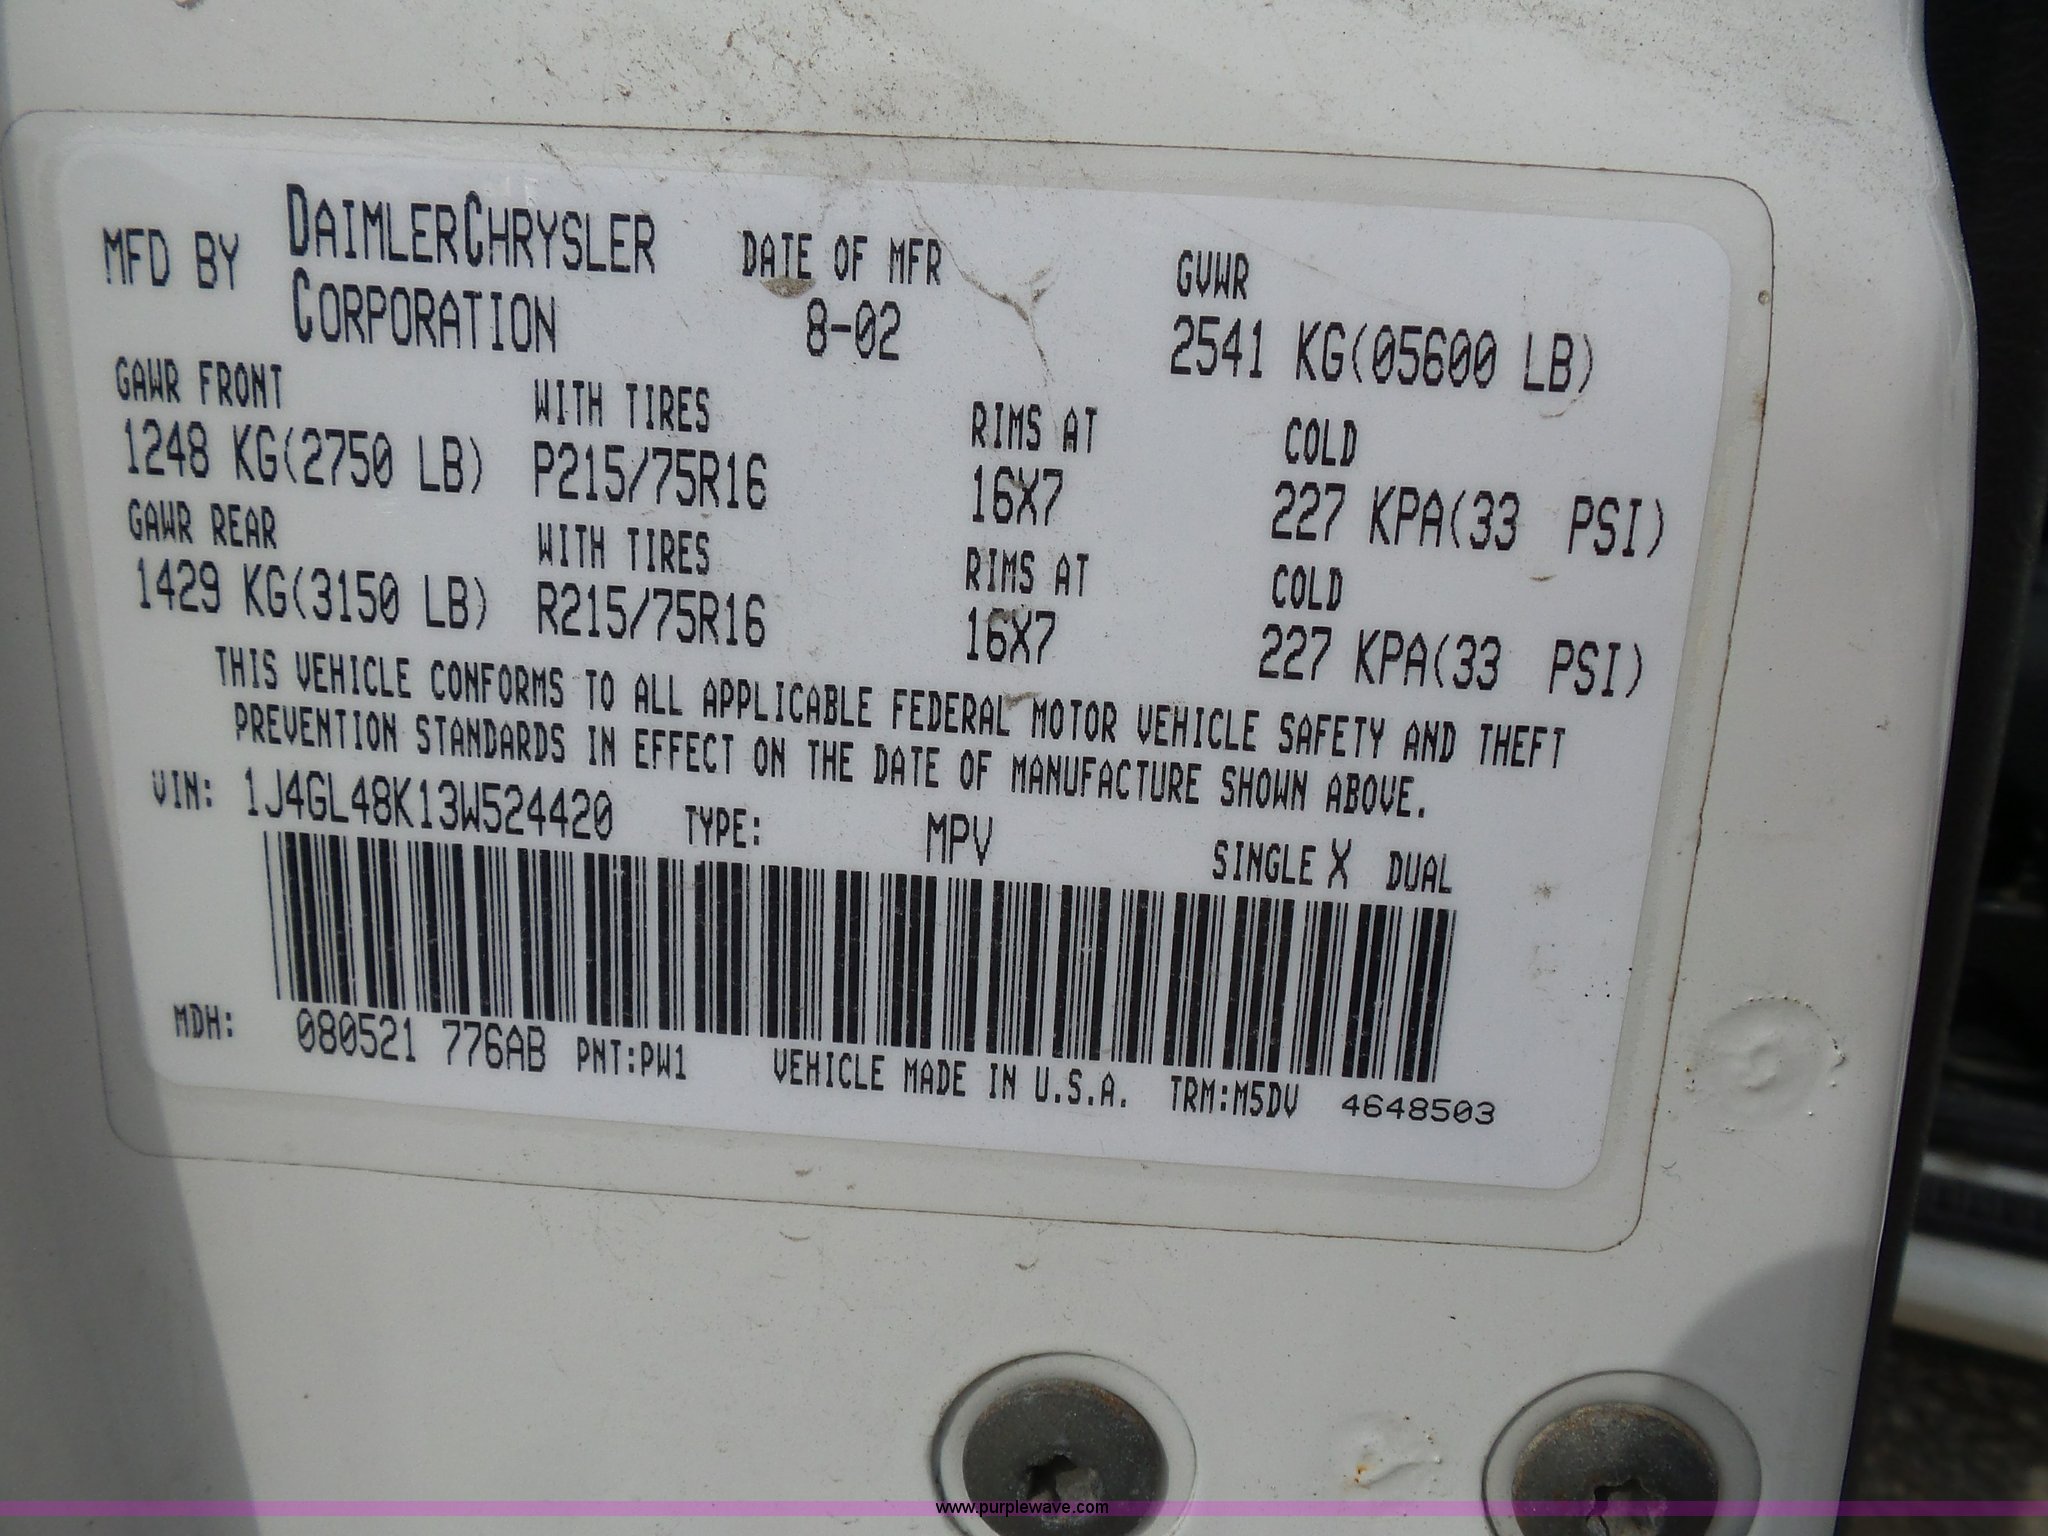 MFD BY DAIMLERCHRYSLER CORPORATION
DATE OF MFR
8-02
GVWR
2541 KG(05600 LB)
GAWR FRONT WITH TIRES RIMS AT COLD
1248 KG(2750 LB) P215/75R16 16X7 227 KPA(33 PSI)
GAWR REAR WITH TIRES RIMS AT COLD
1429 KG(3150 LB) R215/75R16 16X7 227 KPA(33 PSI)
THIS VEHICLE CONFORMS TO ALL APPLICABLE FEDERAL MOTOR VEHICLE SAFETY AND THEFT
PREVENTION STANDARDS IN EFFECT ON THE DATE OF MANUFACTURE SHOWN ABOVE.
VIN: 1J4GL48K13W524420 TYPE: MPV SINGLE X DUAL
MDH: 080521 776AB PNT:PW1 VEHICLE MADE IN U.S.A. TRM:M5DV 4648503
www.purplewave.com